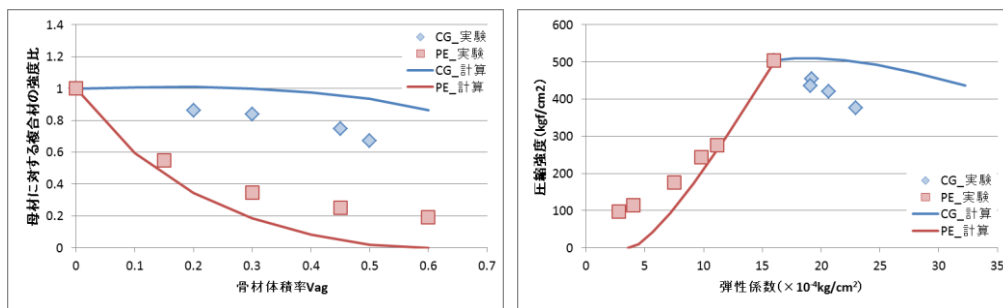 母材に対する複合材の強度比
1.4
1.2
1
0.8
0.6
0.4
0.2
0
0 0.1 0.2 0.3 0.4 0.5 0.6 0.7
骨材体積率Vag
CG_実験
PE_実験
CG_計算
PE_計算
圧縮強度(kgf/cm2)
600
500
400
300
200
100
0
0 5 10 15 20 25 30 35
弾性係数(×10⁻⁴kg/cm²)
CG_実験
PE_実験
CG_計算
PE_計算